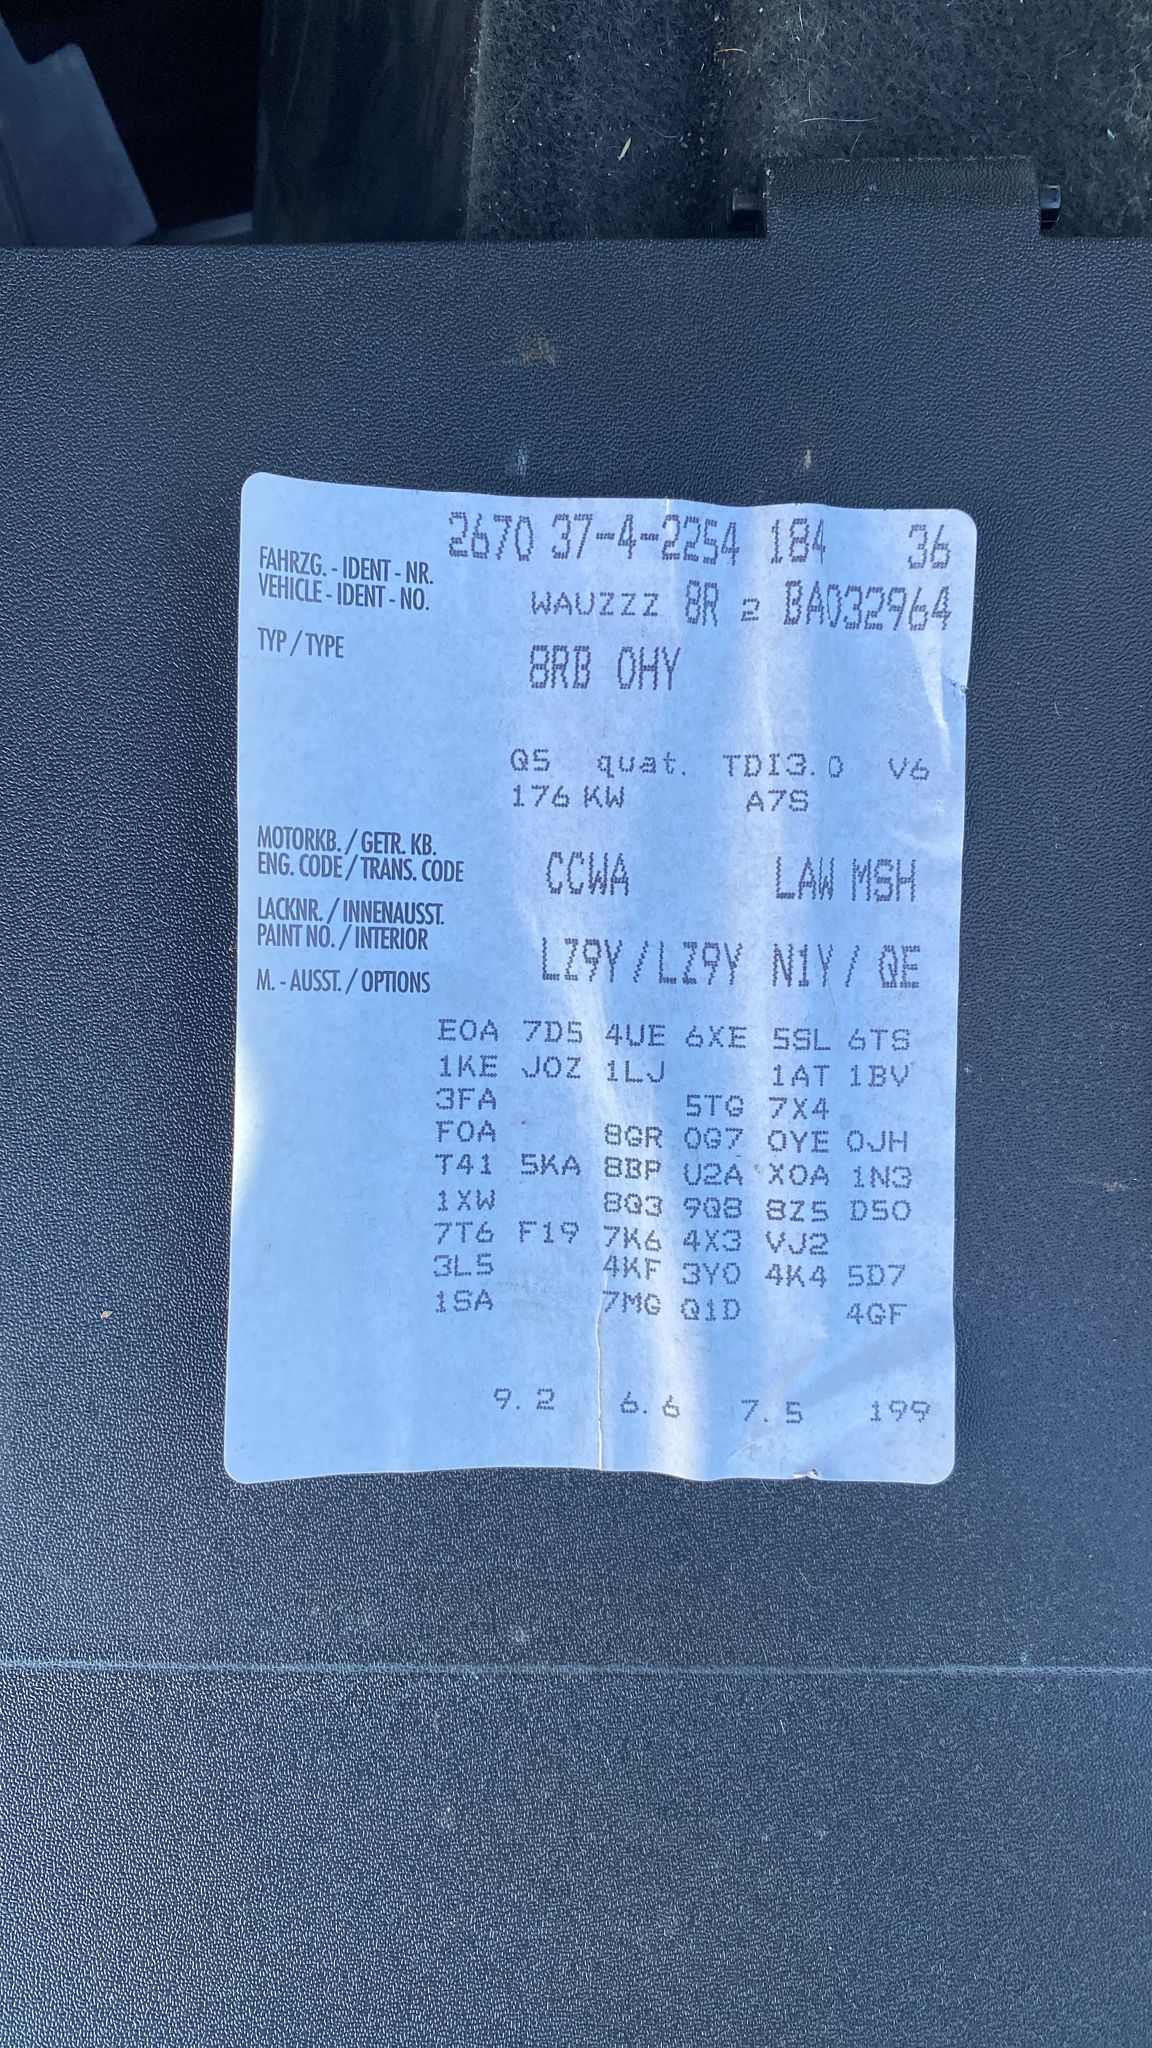 2670 37-4-2254 184 36
FAHRZG. - IDENT - NR.
VEHICLE - IDENT - NO. WAUZZZ 8R 2 BA032964
TYP / TYPE 8RB 0HY
Q5 quat. TDI3.0 V6
176 KW A7S
MOTORKB. / GETR. KB.
ENG. CODE / TRANS. CODE CCWA LAW MSH
LACKNR. / INNENAUSST.
PAINT NO. / INTERIOR LZ9Y / LZ9Y N1Y / QE
M. - AUSST. / OPTIONS
E0A 7D5 4UE 6XE 5SL 6TS
1KE J0Z 1LJ 1AT 1BV
3FA 5TG 7X4
F0A 8GR 0G7 0YE 0JH
T41 5KA 8BP U2A X0A 1N3
1XW 8Q3 9Q8 8Z5 D50
7T6 F19 7K6 4X3 VJ2
3L5 4KF 3Y0 4K4 5D7
1SA 7MG Q1D 4GF
9.2 6.6 7.5 199